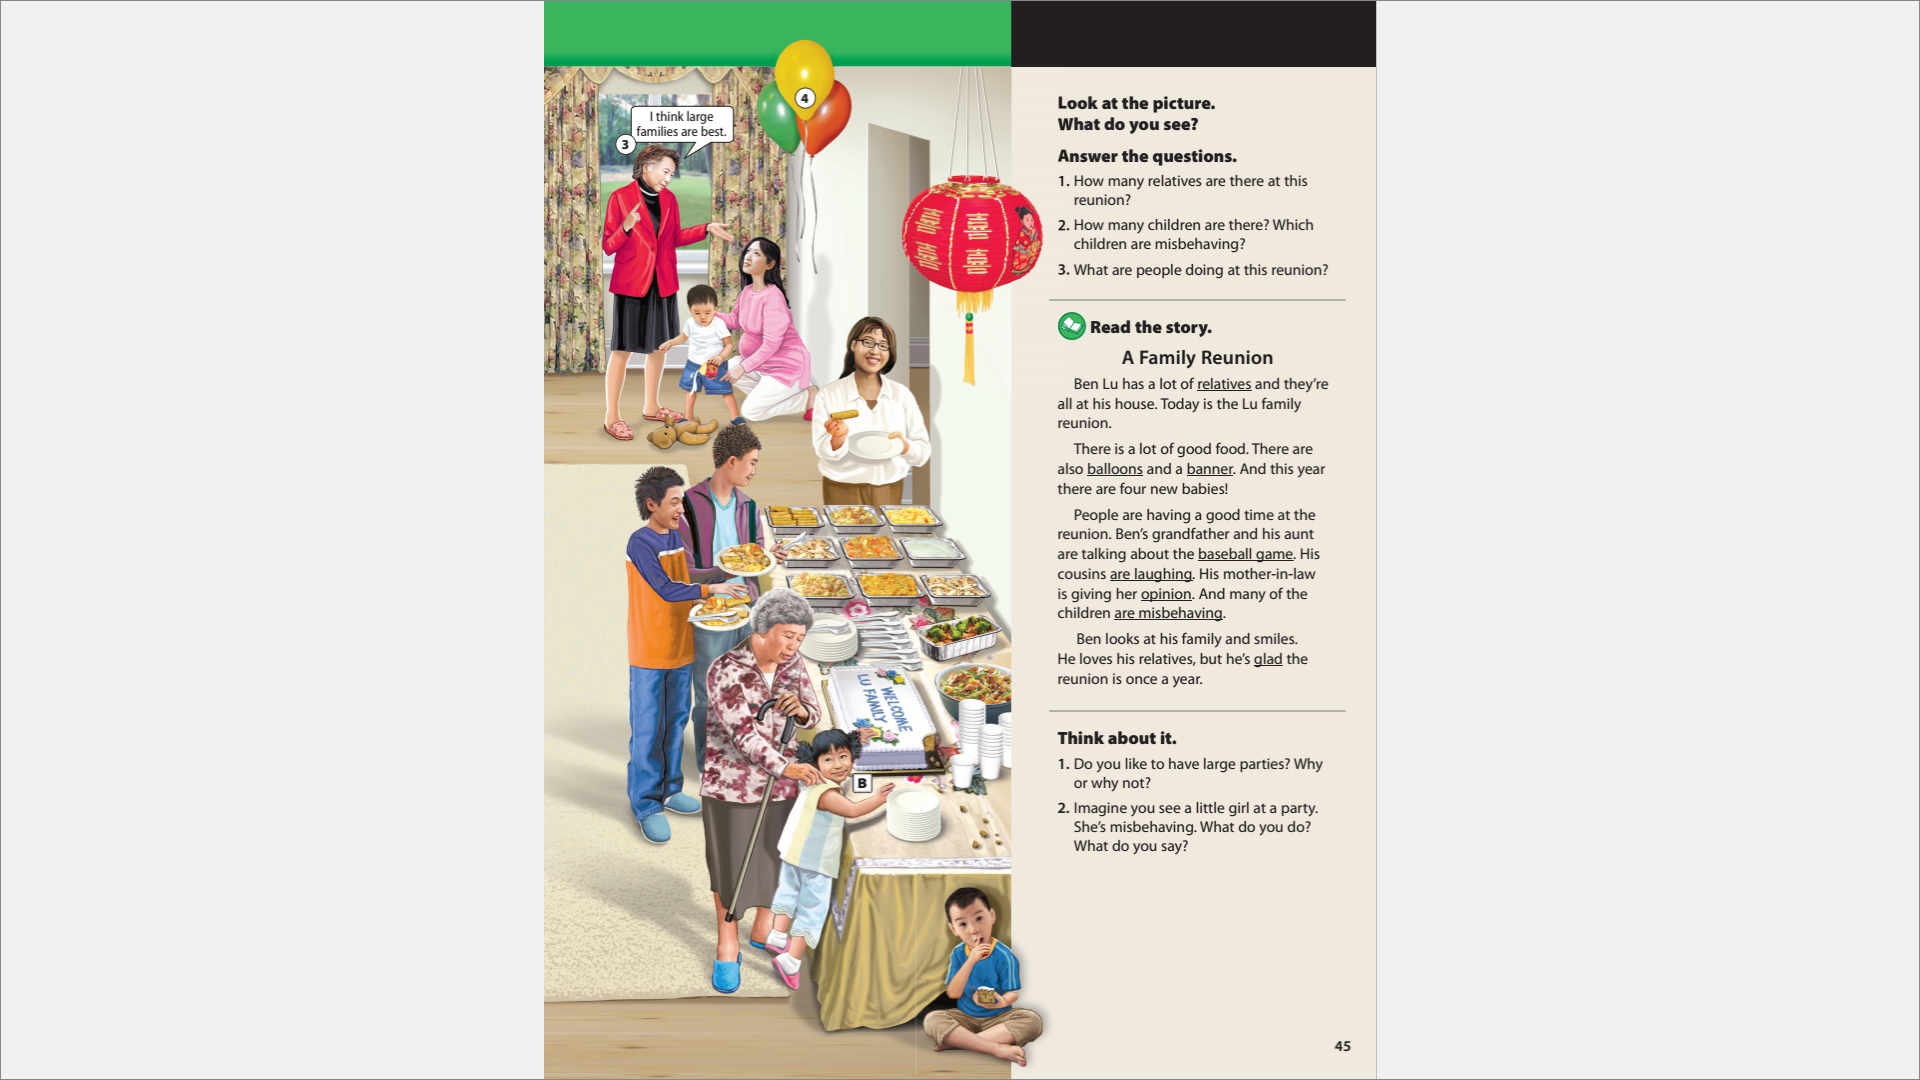 I think large
families are best.
3
4
WELCOME
LU FAMILY
B
Look at the picture.
What do you see?
Answer the questions.
1. How many relatives are there at this
reunion?
2. How many children are there? Which
children are misbehaving?
3. What are people doing at this reunion?
Read the story.
A Family Reunion
Ben Lu has a lot of relatives and they’re
all at his house. Today is the Lu family
reunion.
There is a lot of good food. There are
also balloons and a banner. And this year
there are four new babies!
People are having a good time at the
reunion. Ben’s grandfather and his aunt
are talking about the baseball game. His
cousins are laughing. His mother-in-law
is giving her opinion. And many of the
children are misbehaving.
Ben looks at his family and smiles.
He loves his relatives, but he’s glad the
reunion is once a year.
Think about it.
1. Do you like to have large parties? Why
or why not?
2. Imagine you see a little girl at a party.
She’s misbehaving. What do you do?
What do you say?
45